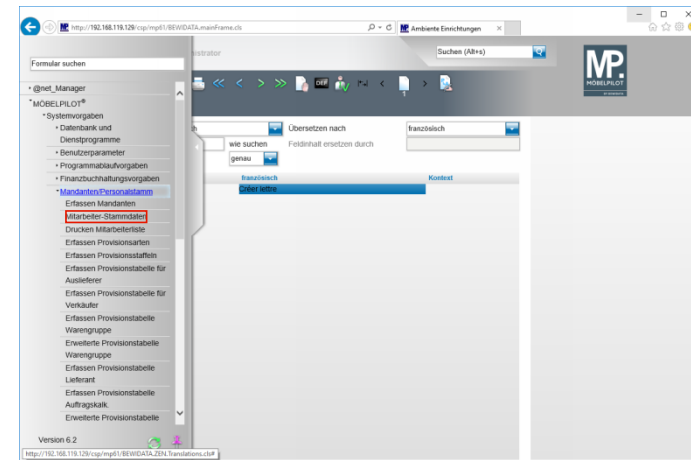 http://192.168.119.129/csp/mp61/BEWIDATA.mainFrame.cls
Ambiente Einrichtungen
istrator
Suchen (Alt+s)
Formular suchen
MP.
MÖBELPILOT
@net_Manager
MÖBELPILOT®
Systemvorgaben
Datenbank und
Dienstprogramme
Benutzerparameter
Programmablaufvorgaben
Finanzbuchhaltungsvorgaben
Mandanten/Personalstamm
Erfassen Mandanten
Mitarbeiter-Stammdaten
Drucken Mitarbeiterliste
Erfassen Provisionsarten
Erfassen Provisionsstaffeln
Erfassen Provisionstabelle für
Auslieferer
Erfassen Provisionstabelle für
Verkäufer
Erfassen Provisionstabelle
Warengruppe
Erweiterte Provisionstabelle
Warengruppe
Erfassen Provisionstabelle
Lieferant
Erfassen Provisionstabelle
Auftragskalk.
Erweiterte Provisionstabelle
Version 6.2
http://192.168.119.129/csp/mp61/BEWIDATA.ZEN.Translations.cls#
Übersetzen nach
französisch
wie suchen
Feldinhalt ersetzen durch
genau
französisch
Kontext
Créer lettre